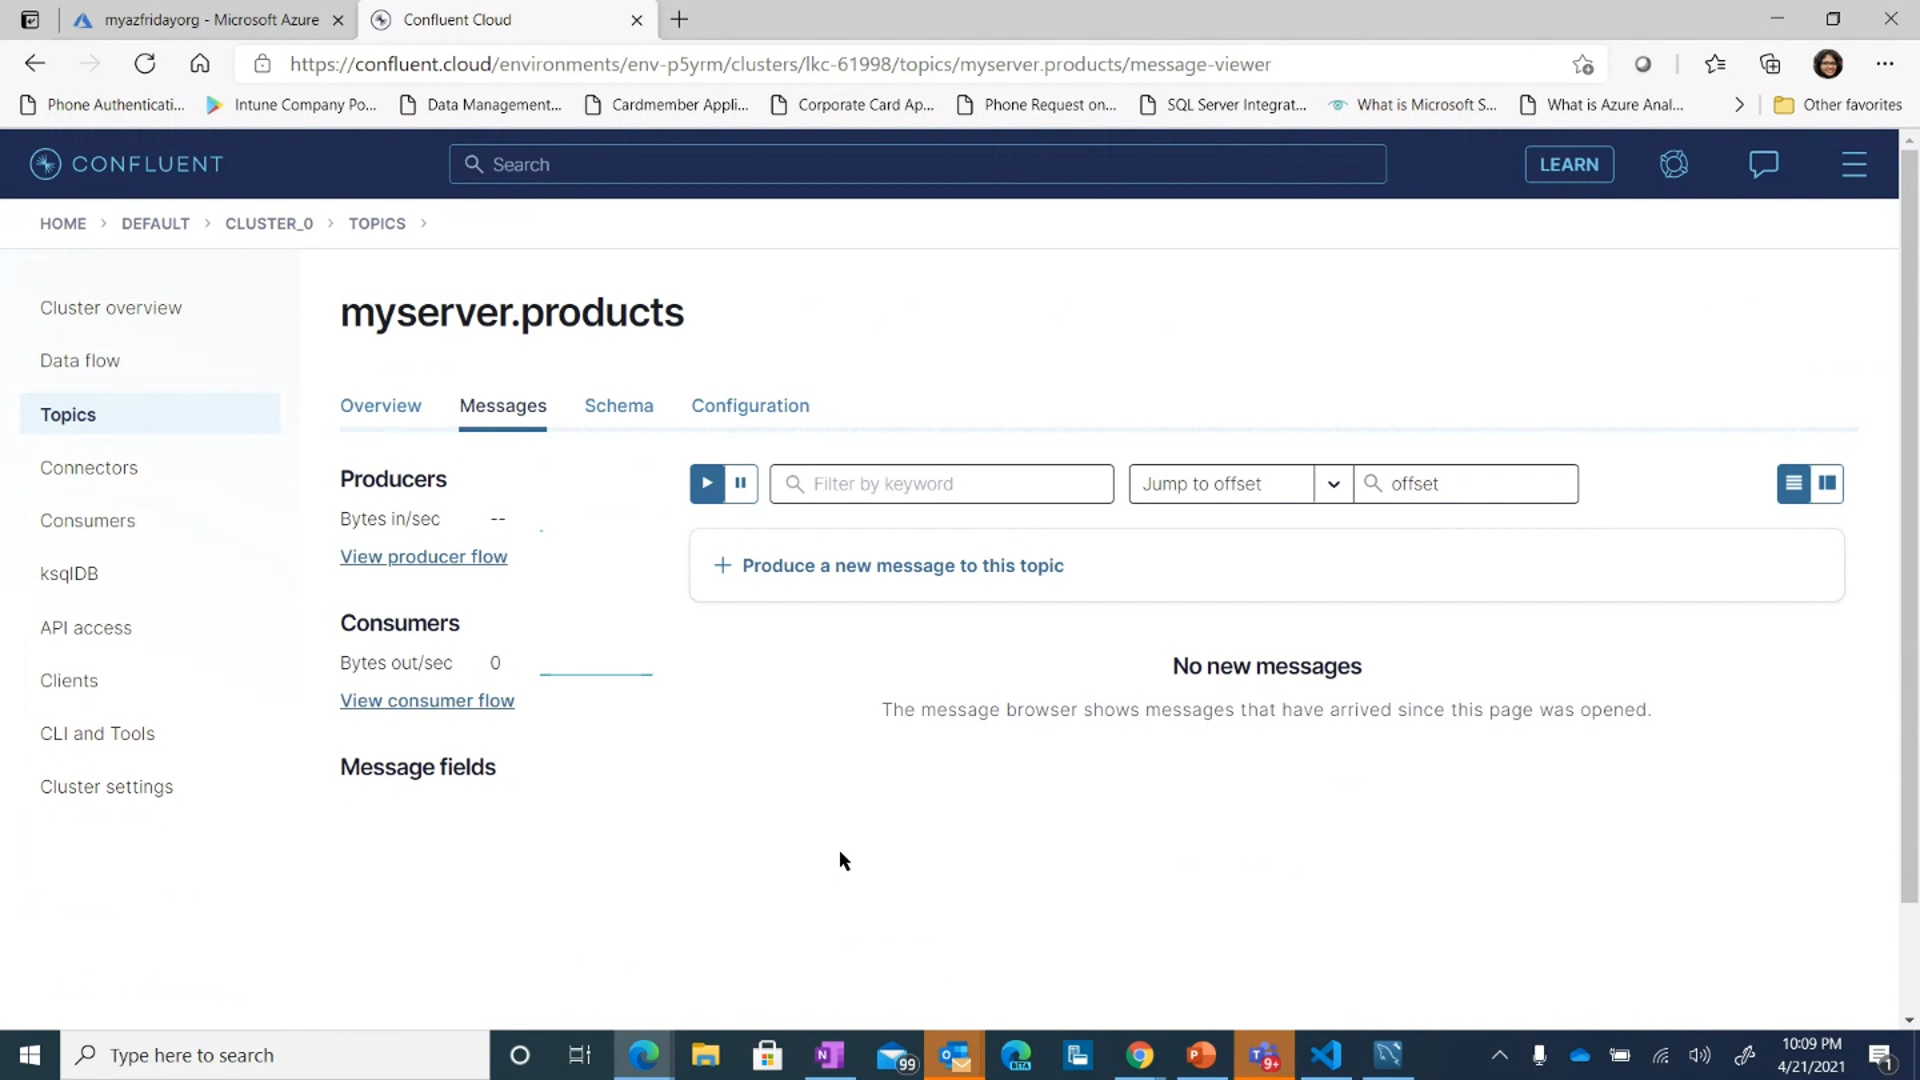 myazfridayorg - Microsoft Azure
Confluent Cloud
https://confluent.cloud/environments/env-p5yrm/clusters/lkc-61998/topics/myserver.products/message-viewer
Phone Authenticati...
Intune Company Po...
Data Management...
Cardmember Appli...
Corporate Card Ap...
Phone Request on...
SQL Server Integrat...
What is Microsoft S...
What is Azure Anal...
Other favorites
CONFLUENT
Search
LEARN
HOME > DEFAULT > CLUSTER_0 > TOPICS >
Cluster overview
Data flow
Topics
Connectors
Consumers
ksqlDB
API access
Clients
CLI and Tools
Cluster settings
myserver.products
Overview
Messages
Schema
Configuration
Producers
Bytes in/sec --
View producer flow
Consumers
Bytes out/sec 0
View consumer flow
Message fields
Filter by keyword
Jump to offset
offset
+ Produce a new message to this topic
No new messages
The message browser shows messages that have arrived since this page was opened.
Type here to search
99
BETA
9+
10:09 PM
4/21/2021
1